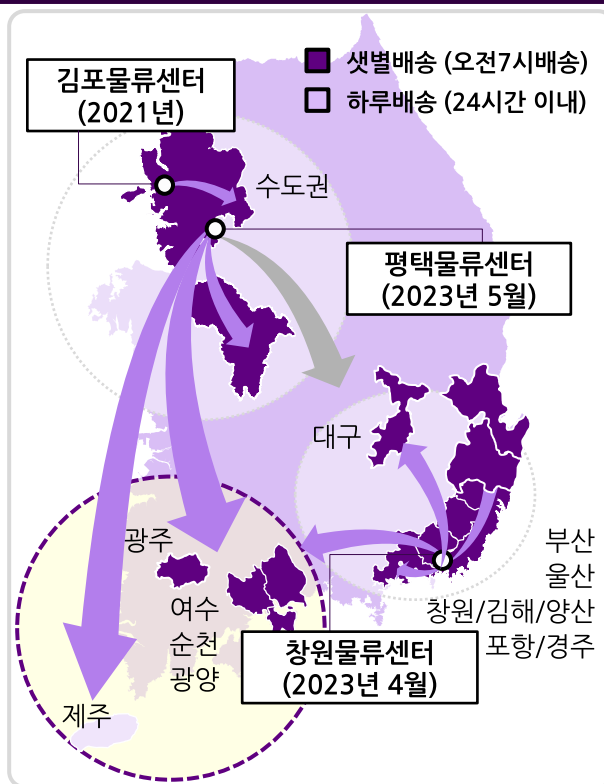 샛별배송 (오전7시배송)
하루배송 (24시간 이내)
김포물류센터
(2021년)
수도권
평택물류센터
(2023년 5월)
대구
광주
여수
순천
광양
부산
울산
창원/김해/양산
포항/경주
창원물류센터
(2023년 4월)
제주